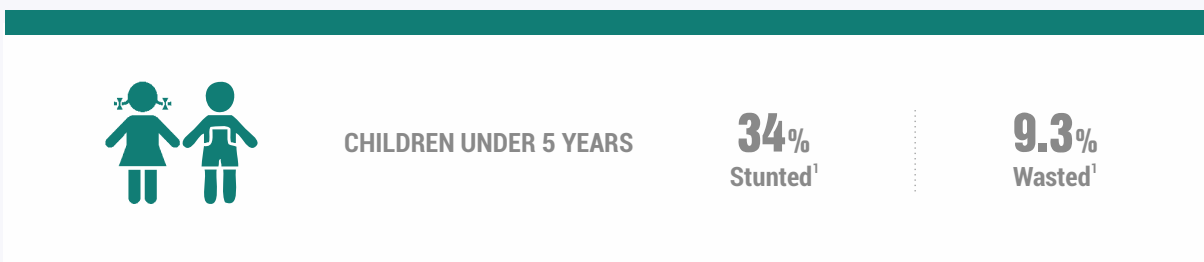 CHILDREN UNDER 5 YEARS
34%
Stunted¹
9.3%
Wasted¹